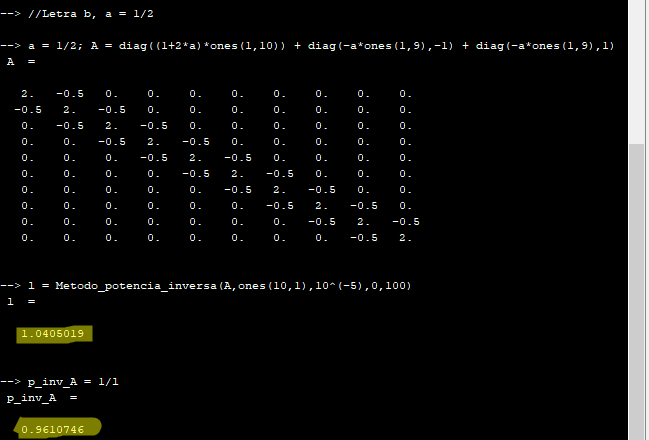 --> //Letra b, a = 1/2
--> a = 1/2; A = diag((1+2*a)*ones(1,10)) + diag(-a*ones(1,9),-1) + diag(-a*ones(1,9),1)
A  =
2.  -0.5  0.  0.  0.  0.  0.  0.  0.  0.
-0.5  2.  -0.5  0.  0.  0.  0.  0.  0.  0.
0.  -0.5  2.  -0.5  0.  0.  0.  0.  0.  0.
0.  0.  -0.5  2.  -0.5  0.  0.  0.  0.  0.
0.  0.  0.  -0.5  2.  -0.5  0.  0.  0.  0.
0.  0.  0.  0.  -0.5  2.  -0.5  0.  0.  0.
0.  0.  0.  0.  0.  -0.5  2.  -0.5  0.  0.
0.  0.  0.  0.  0.  0.  -0.5  2.  -0.5  0.
0.  0.  0.  0.  0.  0.  0.  -0.5  2.  -0.5
0.  0.  0.  0.  0.  0.  0.  0.  -0.5  2.
--> l = Metodo_potencia_inversa(A,ones(10,1),10^(-5),0,100)
l  =
1.0405019
--> p_inv_A = 1/l
p_inv_A  =
0.9610746